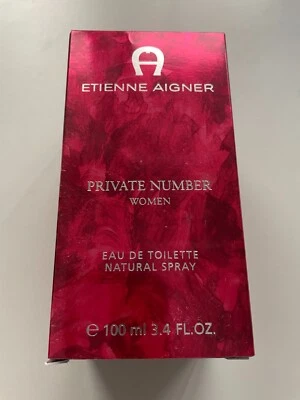 ETIENNE AIGNER
PRIVATE NUMBER
WOMEN
EAU DE TOILETTE
NATURAL SPRAY
℮ 100 ml 3.4 FL.OZ.